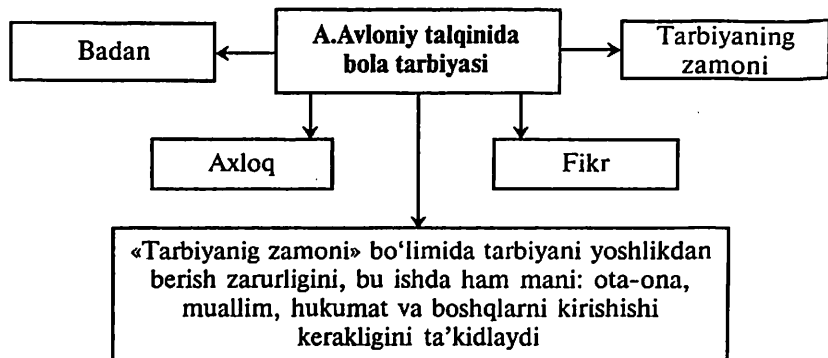 A.Avloniy talqinida
bola tarbiyasi
Badan
Tarbiyaning
zamoni
Axloq
Fikr
«Tarbiyanig zamoni» bo‘limida tarbiyani yoshlikdan
berish zarurligini, bu ishda ham mani: ota-ona,
muallim, hukumat va boshqlarni kirishishi
kerakligini ta’kidlaydi